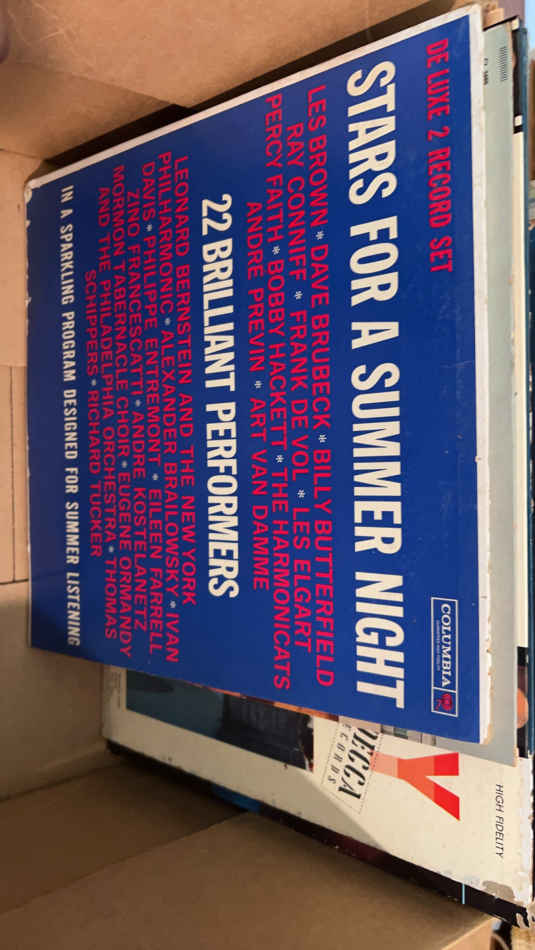 DE LUXE 2 RECORD SET
STARS FOR A SUMMER NIGHT
LES BROWN * DAVE BRUBECK * BILLY BUTTERFIELD
RAY CONNIFF * FRANK DE VOL * LES ELGART
PERCY FAITH * BOBBY HACKETT * THE HARMONICATS
ANDRE PREVIN * ART VAN DAMME
22 BRILLIANT PERFORMERS
LEONARD BERNSTEIN AND THE NEW YORK
PHILHARMONIC * ALEXANDER BRAILOWSKY * IVAN
DAVIS * PHILIPPE ENTREMONT * EILEEN FARRELL
ZINO FRANCESCATTI * ANDRE KOSTELANETZ
MORMON TABERNACLE CHOIR * EUGENE ORMANDY
AND THE PHILADELPHIA ORCHESTRA * THOMAS
SCHIPPERS * RICHARD TUCKER
IN A SPARKLING PROGRAM DESIGNED FOR SUMMER LISTENING
COLUMBIA
HIGH FIDELITY
Y
DECCA